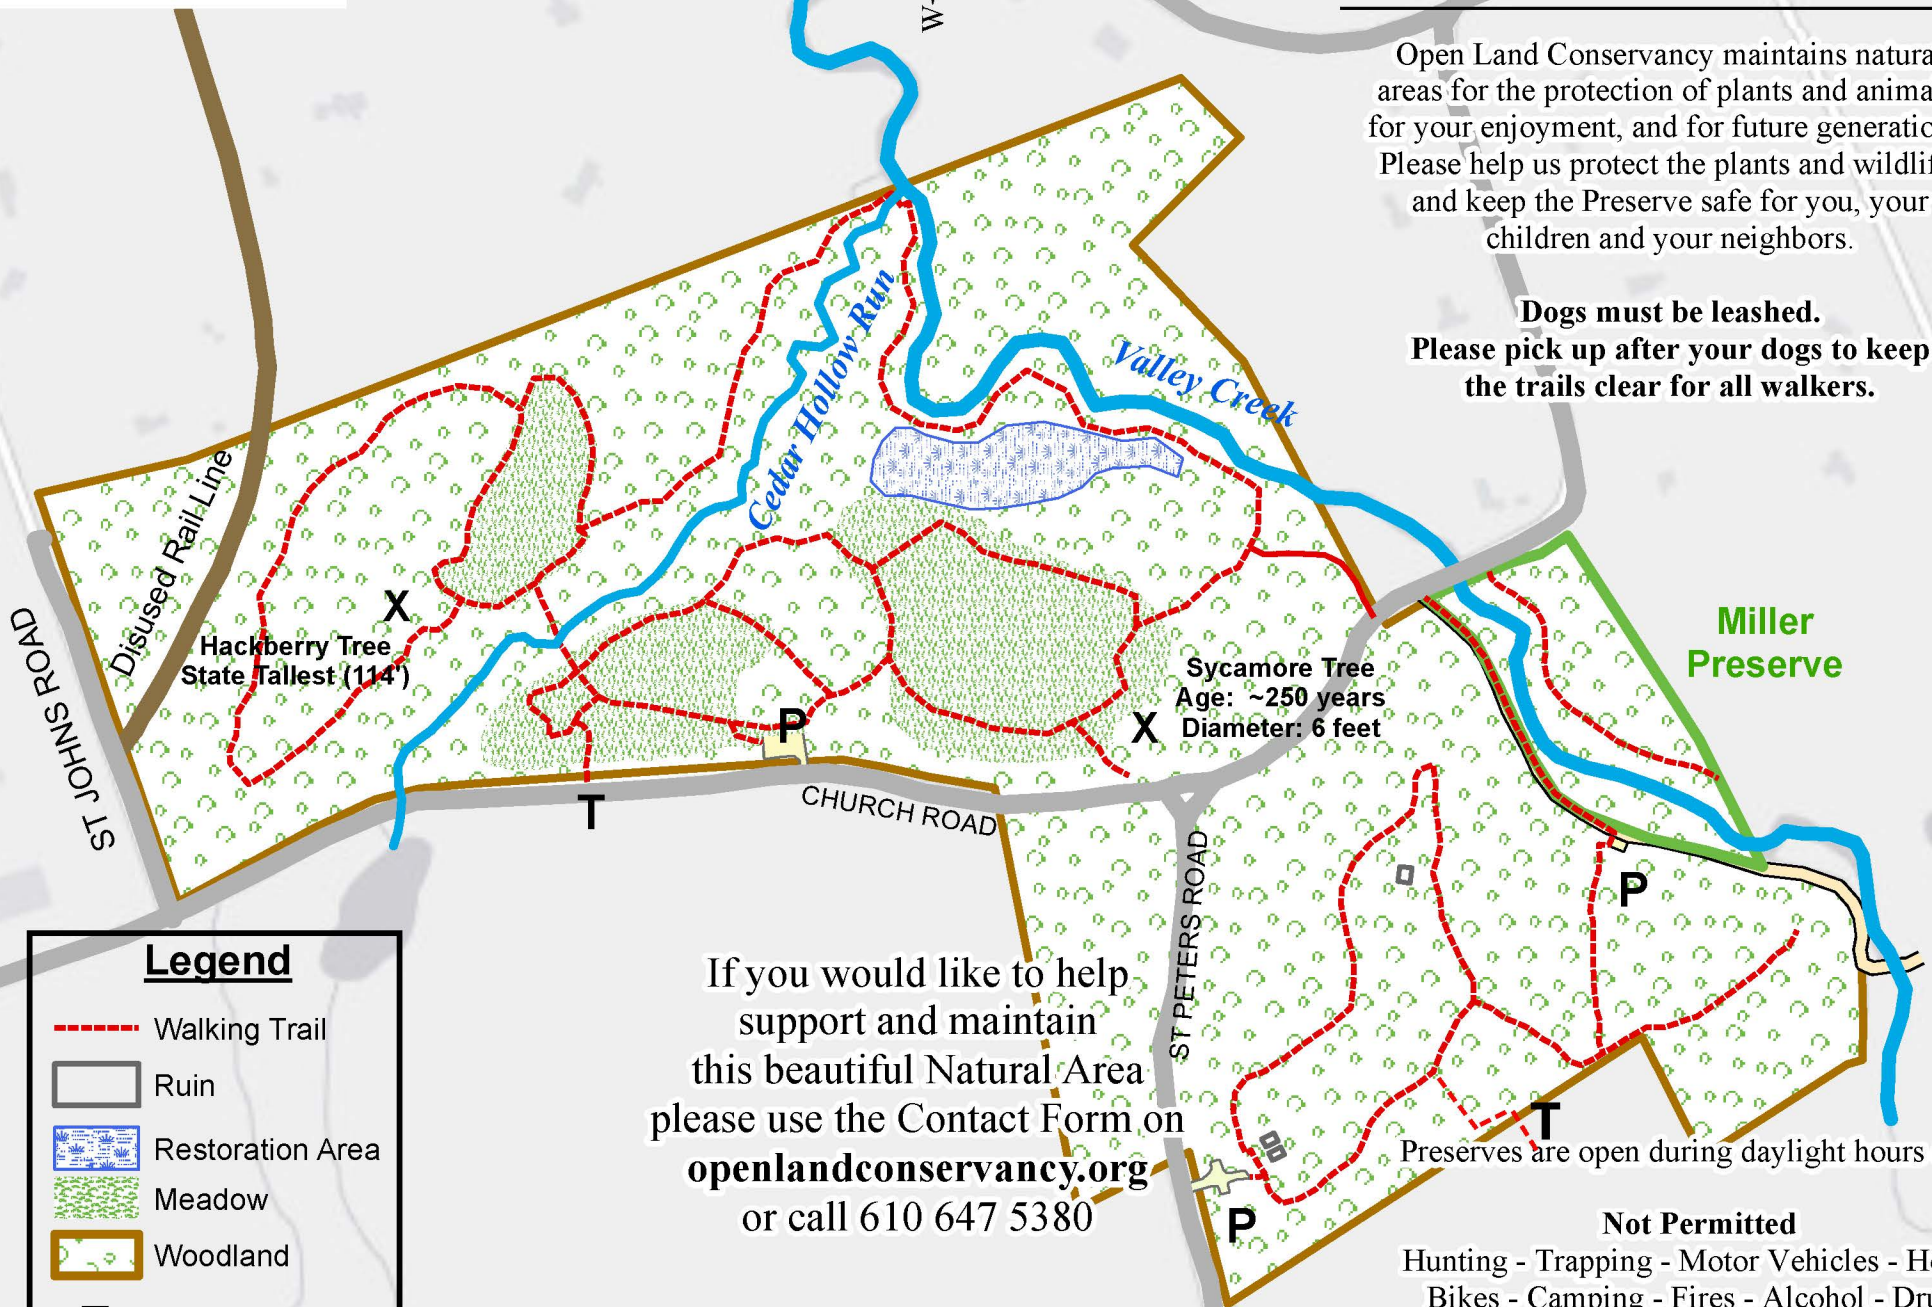 W-
Open Land Conservancy maintains natura
areas for the protection of plants and anima
for your enjoyment, and for future generatio
Please help us protect the plants and wildlif
and keep the Preserve safe for you, your
children and your neighbors.
Dogs must be leashed.
Please pick up after your dogs to keep
the trails clear for all walkers.
Cedar Hollow Run
Valley Creek
Disused Rail Line
ST JOHNS ROAD
X
Hackberry Tree
State Tallest (114')
Miller
Preserve
Sycamore Tree
Age: ~250 years
Diameter: 6 feet
X
P
T
CHURCH ROAD
ST PETERS ROAD
P
Legend
Walking Trail
Ruin
Restoration Area
Meadow
Woodland
If you would like to help
support and maintain
this beautiful Natural Area
please use the Contact Form on
openlandconservancy.org
or call 610 647 5380
T
Preserves are open during daylight hours
P
Not Permitted
Hunting - Trapping - Motor Vehicles - Ho
Bikes - Camping - Fires - Alcohol - Dru